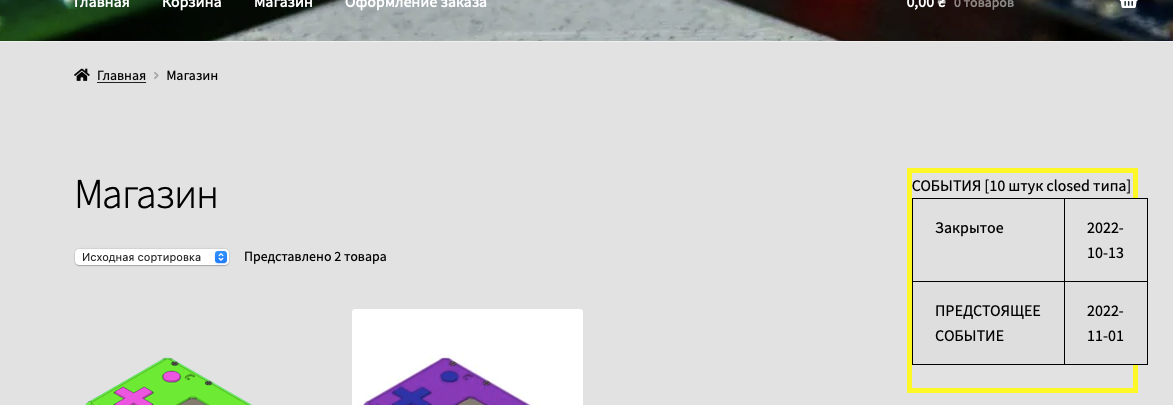 Главная Корзина Магазин Оформление заказа 0,00 ₴ 0 товаров
Главная > Магазин
Магазин
СОБЫТИЯ [10 штук closed типа]
Закрытое 2022-
10-13
Исходная сортировка Представлено 2 товара
ПРЕДСТОЯЩЕЕ 2022-
СОБЫТИЕ 11-01